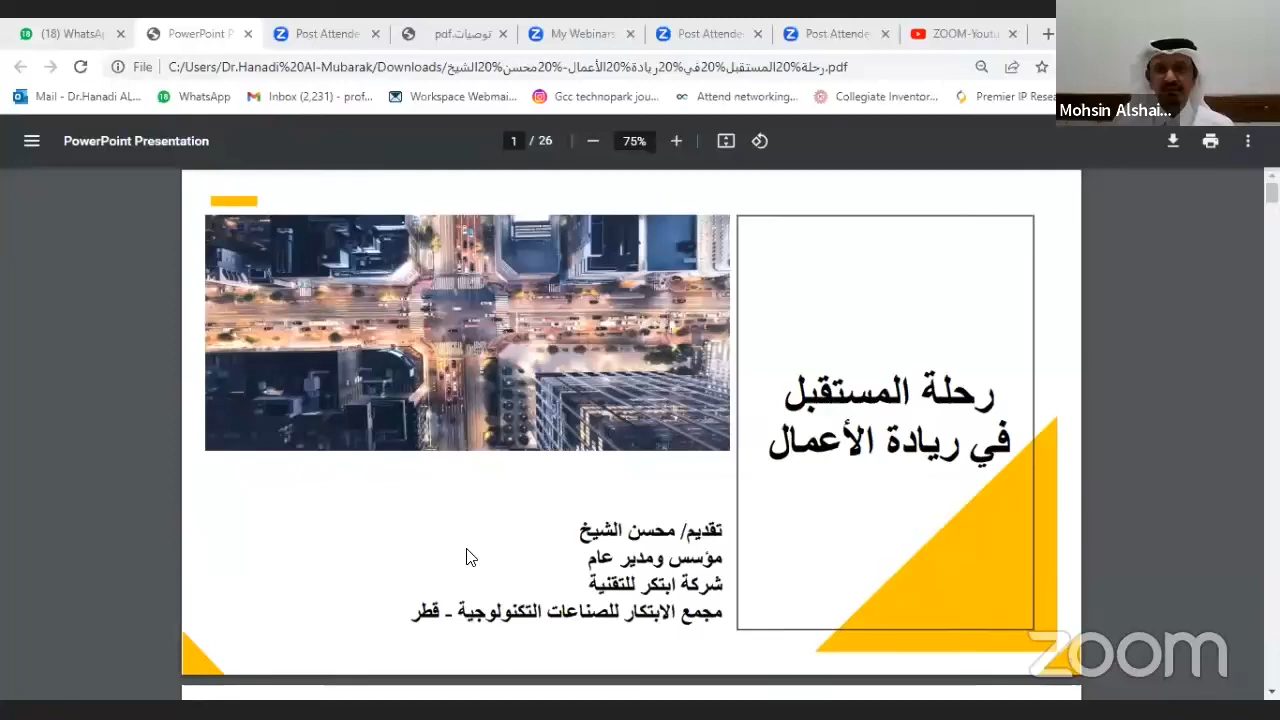 (18) WhatsA
PowerPoint P
Post Attende
توصيات.pdf
My Webinars
Post Attende
Post Attende
ZOOM-Youtu
File
C:/Users/Dr.Hanadi%20Al-Mubarak/Downloads/رحلة%20المستقبل%20في%20ريادة%20الأعمال-%20محسن%20الشيخ.pdf
Mail - Dr.Hanadi AL...
WhatsApp
Inbox (2,231) - prof...
Workspace Webmai...
Gcc technopark jou...
Attend networking,...
Collegiate Inventor...
Premier IP Resea
Mohsin Alshai...
PowerPoint Presentation
1 / 26
75%
رحلة المستقبل
في ريادة الأعمال
تقديم/ محسن الشيخ
مؤسس ومدير عام
شركة ابتكر للتقنية
مجمع الابتكار للصناعات التكنولوجية - قطر
zoom